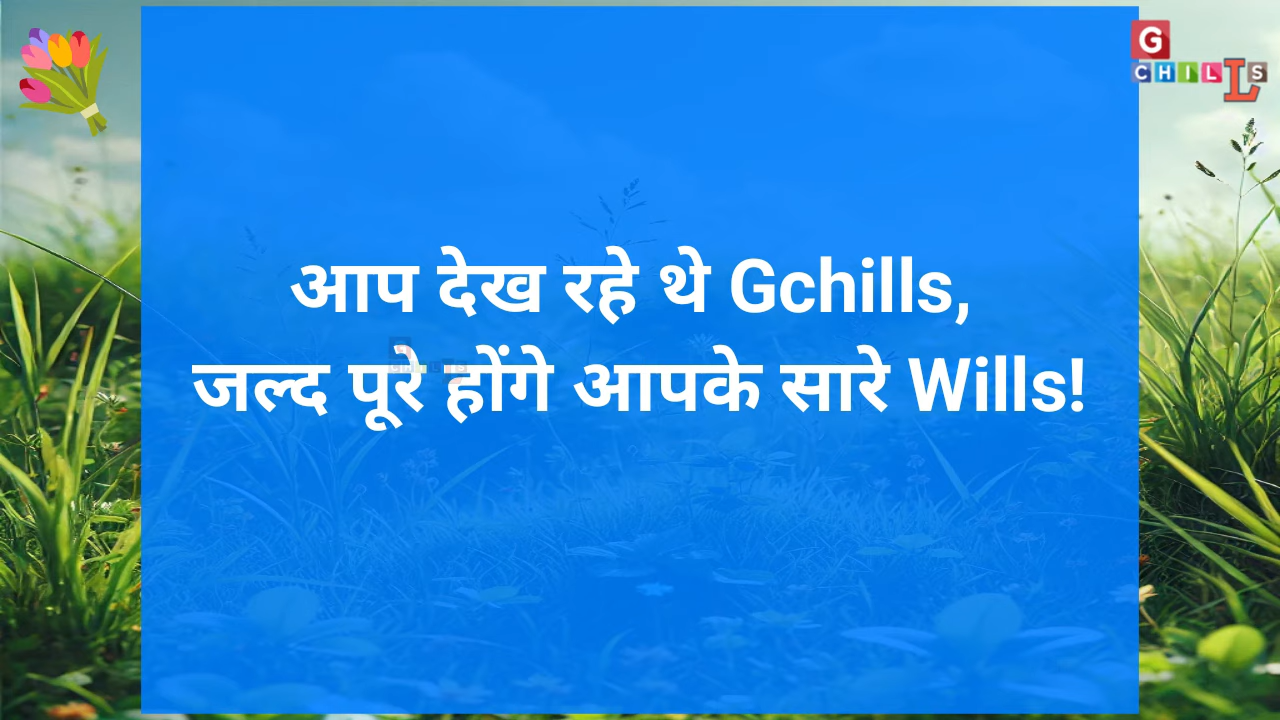 G
CHILLS
आप देख रहे थे Gchills,
जल्द पूरे होंगे आपके सारे Wills!